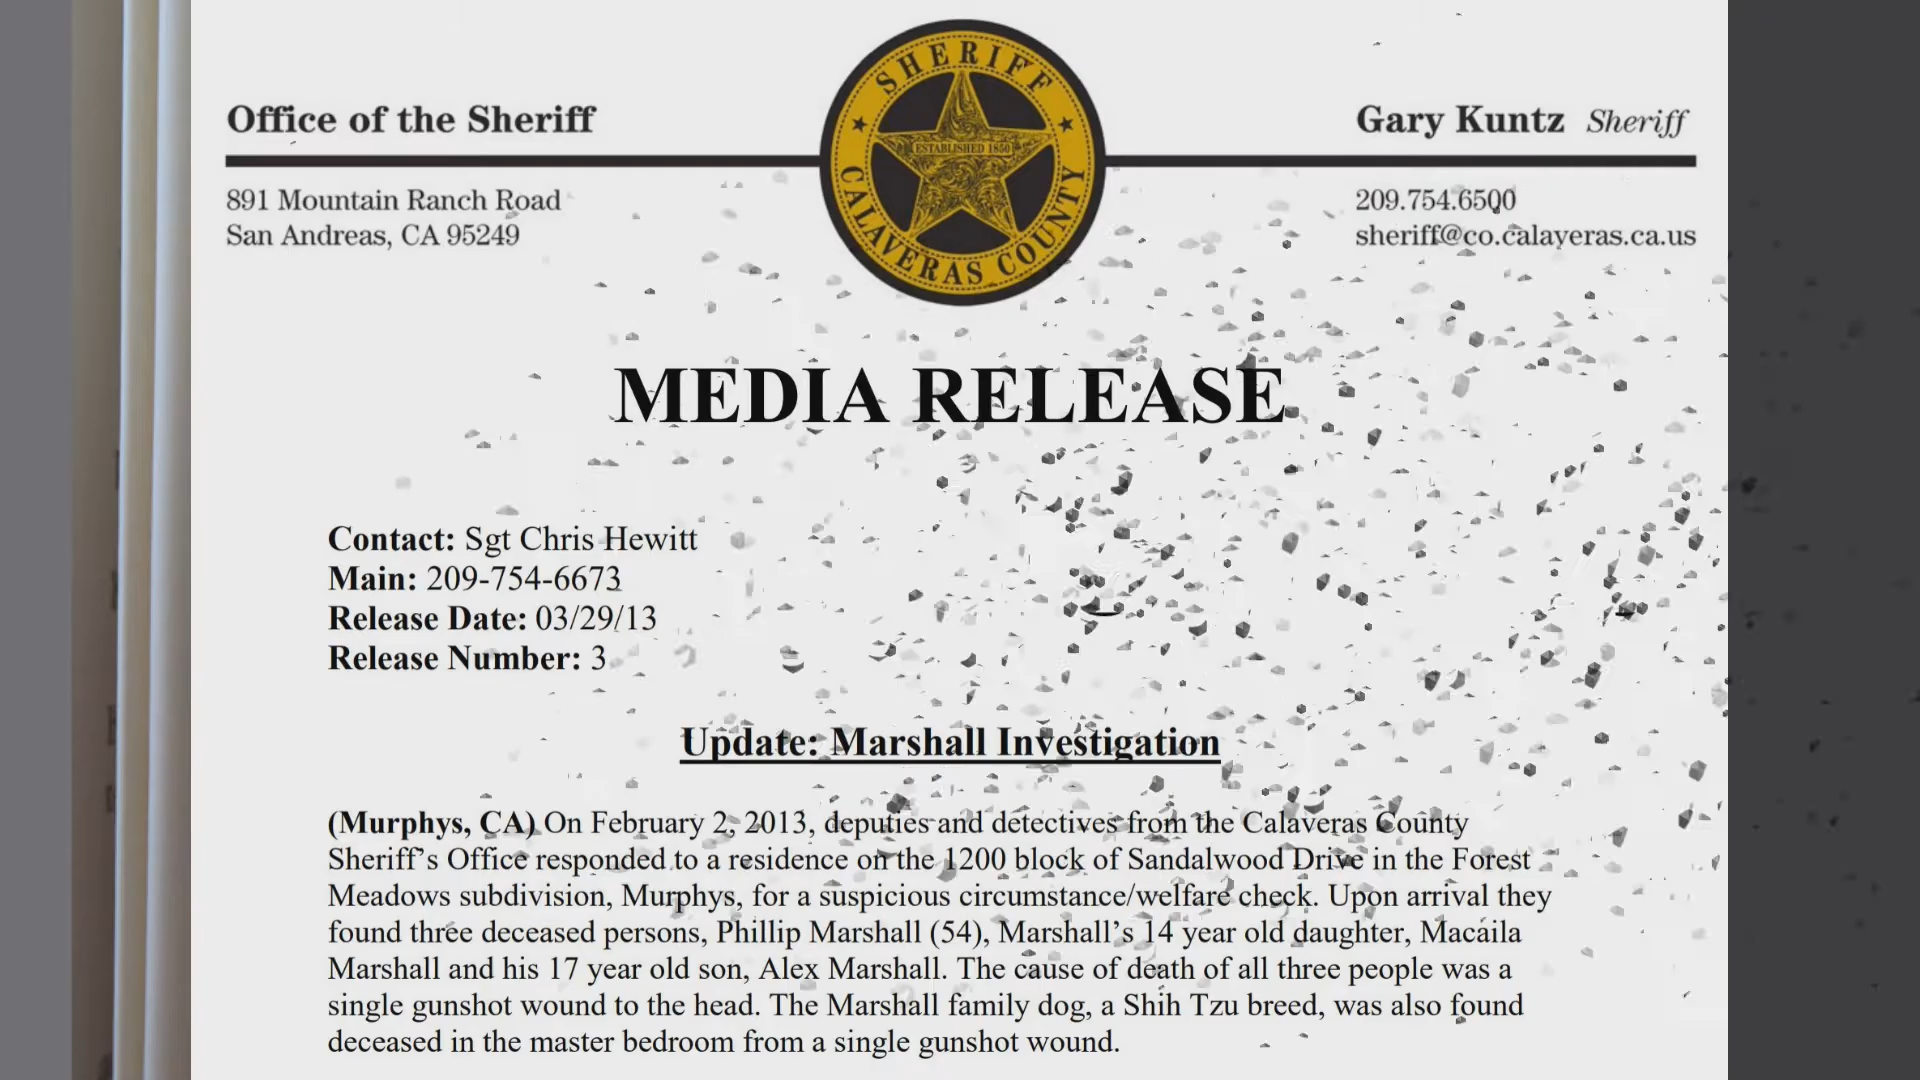 SHERIFF
ESTABLISHED 1850
CALAVERAS COUNTY
Office of the Sheriff
Gary Kuntz Sheriff
891 Mountain Ranch Road
San Andreas, CA 95249
209.754.6500
sheriff@co.calaveras.ca.us
MEDIA RELEASE
Contact: Sgt Chris Hewitt
Main: 209-754-6673
Release Date: 03/29/13
Release Number: 3
Update: Marshall Investigation
(Murphys, CA) On February 2, 2013, deputies and detectives from the Calaveras County
Sheriff's Office responded to a residence on the 1200 block of Sandalwood Drive in the Forest
Meadows subdivision, Murphys, for a suspicious circumstance/welfare check. Upon arrival they
found three deceased persons, Phillip Marshall (54), Marshall's 14 year old daughter, Macaila
Marshall and his 17 year old son, Alex Marshall. The cause of death of all three people was a
single gunshot wound to the head. The Marshall family dog, a Shih Tzu breed, was also found
deceased in the master bedroom from a single gunshot wound.